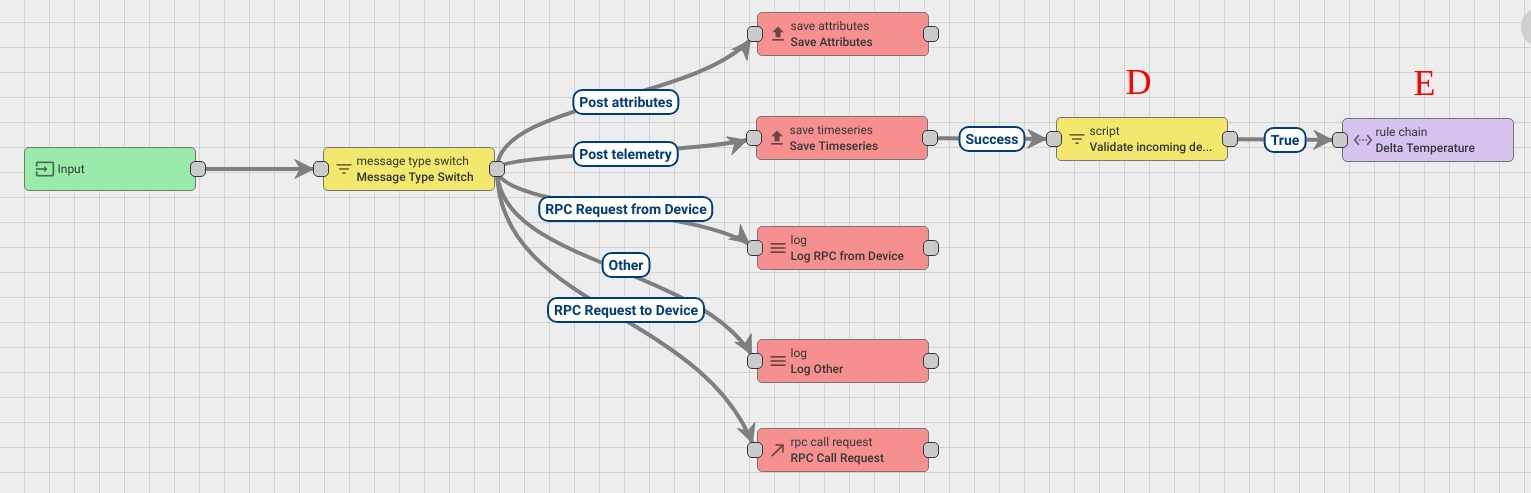 save attributes
Save Attributes
Post attributes
D
E
Input
message type switch
Message Type Switch
Post telemetry
save timeseries
Save Timeseries
Success
script
Validate incoming de...
True
rule chain
Delta Temperature
RPC Request from Device
log
Log RPC from Device
Other
log
Log Other
RPC Request to Device
rpc call request
RPC Call Request